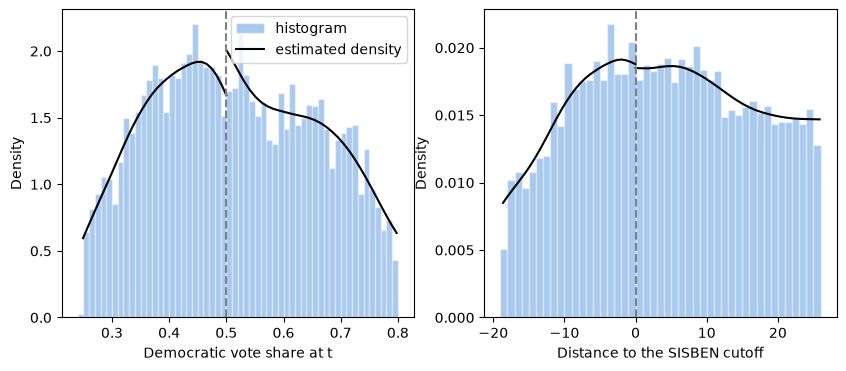 histogram
estimated density
Density
2.0
1.5
1.0
0.5
0.0
0.3 0.4 0.5 0.6 0.7 0.8
Democratic vote share at t
Density
0.020
0.015
0.010
0.005
0.000
−20 −10 0 10 20
Distance to the SISBEN cutoff